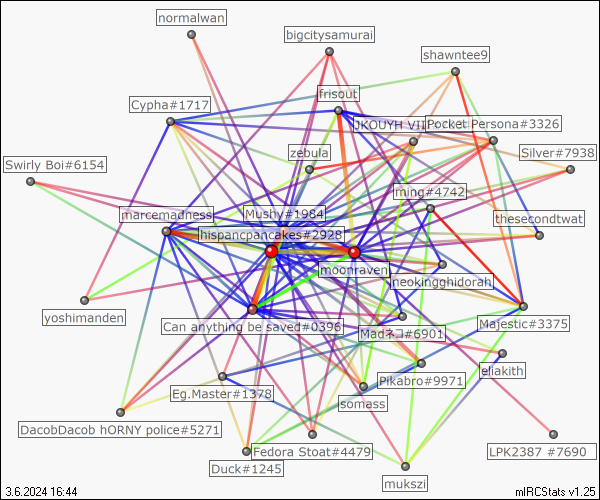 normalwan
bigcitysamurai
shawntee9
frisout
Cypha#1717
JKOUYH VII
Pocket Persona#3326
zebula
Silver#7938
Swirly Boi#6154
ming#4742
marcemadness
Mushy#1984
thesecondtwat
hispancpancakes#2928
moonraven
neokingghidorah
yoshimanden
Can anything be saved#0396
Madネコ#6901
Majestic#3375
eliakith
Pikabro#9971
Eg.Master#1378
somass
DacobDacob hORNY police#5271
Fedora Stoat#4479
LPK2387 #7690
Duck#1245
mukszi
3.6.2024 16:44
mIRCStats v1.25